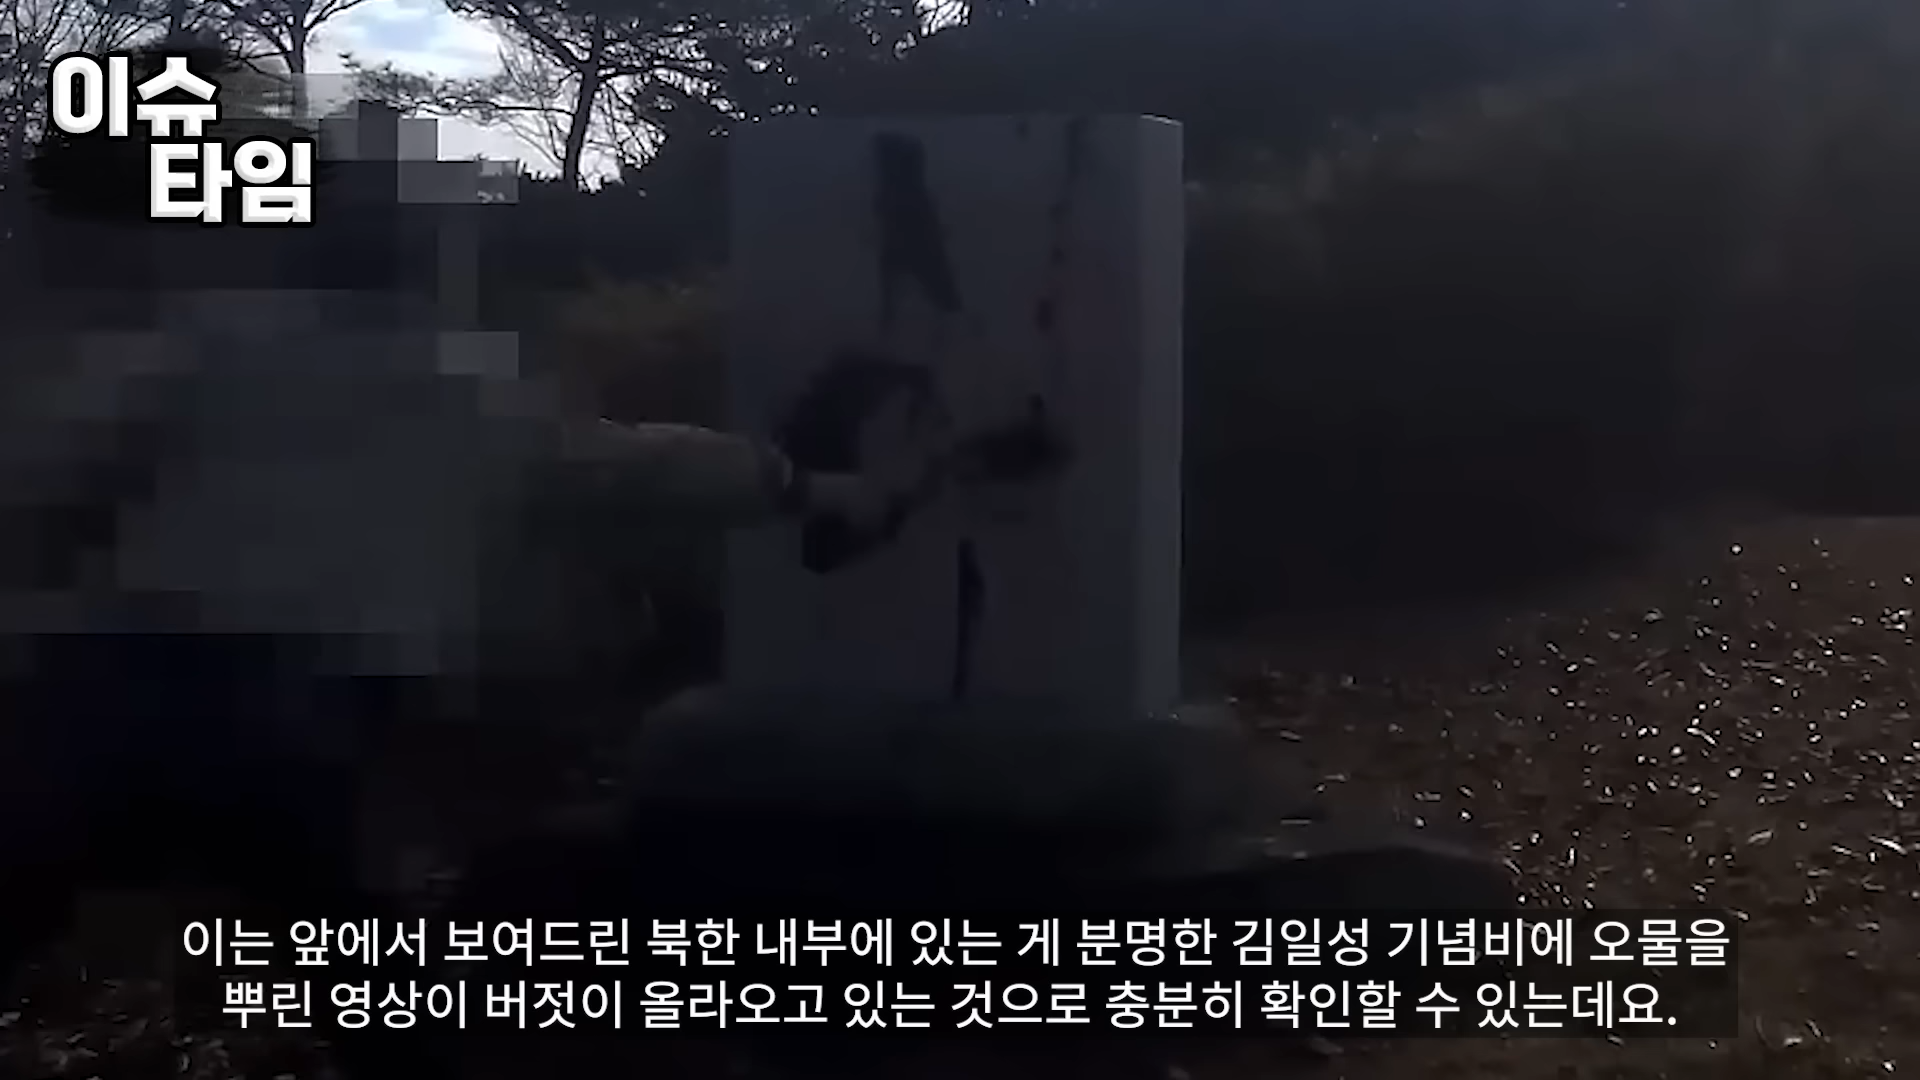 이슈
타임
이는 앞에서 보여드린 북한 내부에 있는 게 분명한 김일성 기념비에 오물을
뿌린 영상이 버젓이 올라오고 있는 것으로 충분히 확인할 수 있는데요.